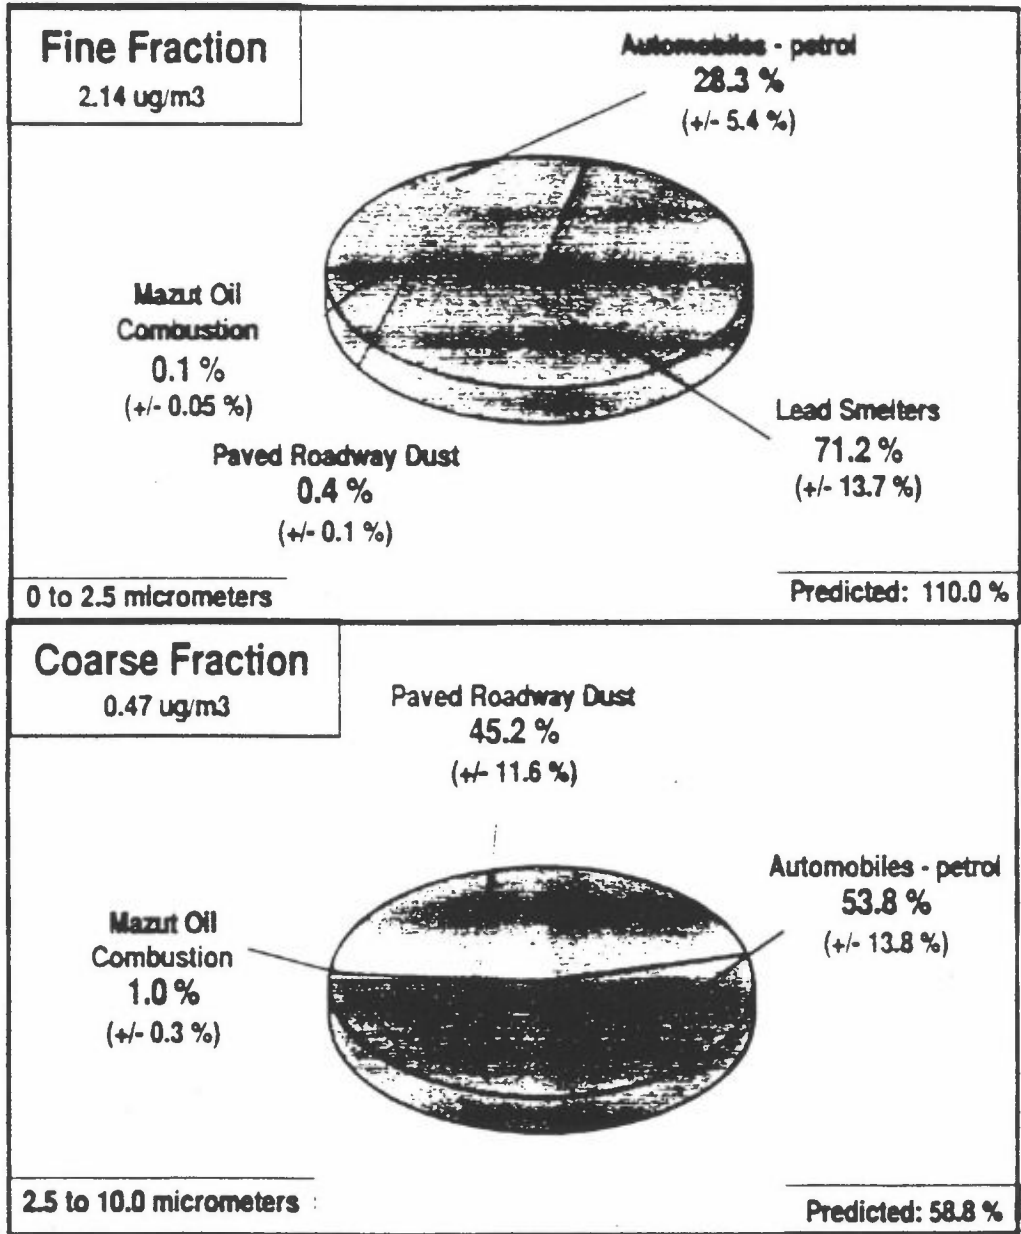 Fine Fraction
2.14 ug/m3
Automobiles - petrol
28.3 %
(+/- 5.4 %)
Mazut Oil
Combustion
0.1 %
(+/- 0.05 %)
Paved Roadway Dust
0.4 %
(+/- 0.1 %)
Lead Smelters
71.2 %
(+/- 13.7 %)
0 to 2.5 micrometers
Predicted: 110.0 %
Coarse Fraction
0.47 ug/m3
Paved Roadway Dust
45.2 %
(+/- 11.6 %)
Automobiles - petrol
53.8 %
(+/- 13.8 %)
Mazut Oil
Combustion
1.0 %
(+/- 0.3 %)
2.5 to 10.0 micrometers
Predicted: 58.8 %